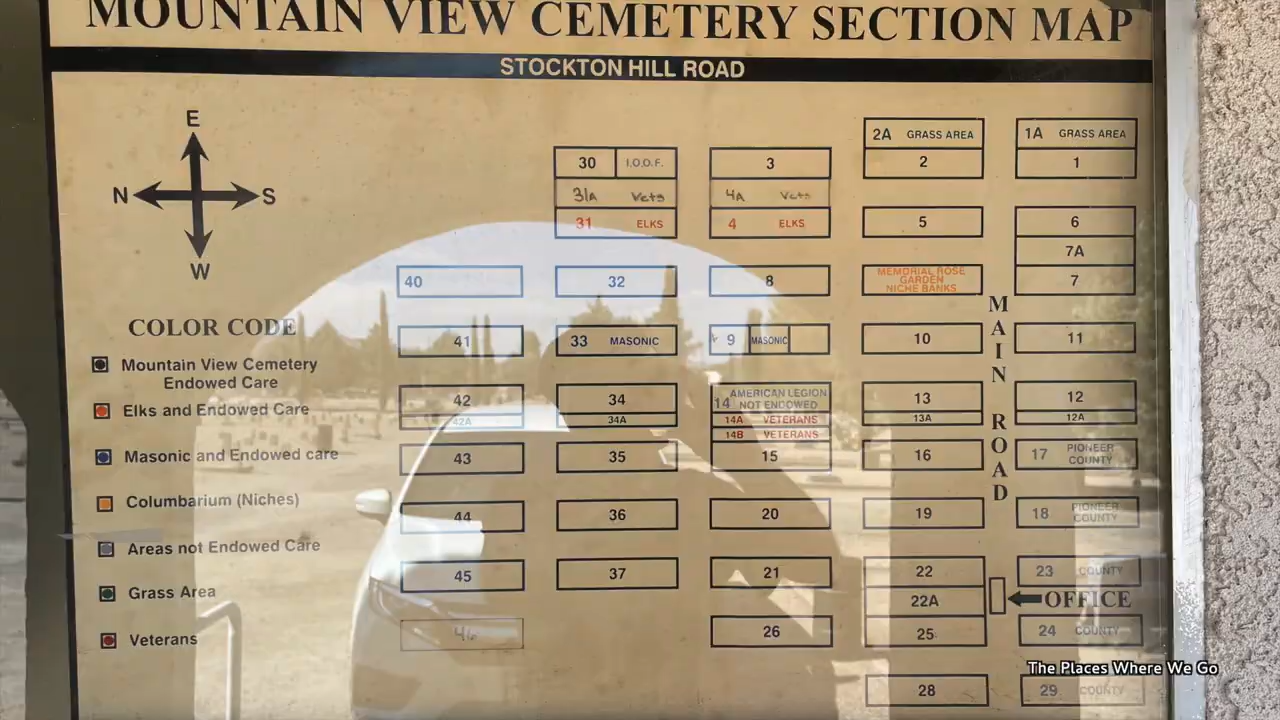 MOUNTAIN VIEW CEMETERY SECTION MAP
STOCKTON HILL ROAD
E
N S
W
2A GRASS AREA
2
1A GRASS AREA
1
30 I.O.O.F.
31A Vets
31 ELKS
3
4A Vets
4 ELKS
5
6
7A
7
40
32
8
MEMORIAL ROSE
GARDEN
NICHE BANKS
41
33 MASONIC
9 MASONIC
10
11
MAIN ROAD
42
42A
34
34A
14 AMERICAN LEGION
NOT ENDOWED
14A VETERANS
14B VETERANS
15
13
13A
12
12A
43
35
16
17 PIONEER
COUNTY
44
36
20
19
18 PIONEER
COUNTY
45
37
21
22
22A
25
23 COUNTY
OFFICE
24 COUNTY
46
26
28
29 COUNTY
COLOR CODE
Mountain View Cemetery
Endowed Care
Elks and Endowed Care
Masonic and Endowed care
Columbarium (Niches)
Areas not Endowed Care
Grass Area
Veterans
The Places Where We Go